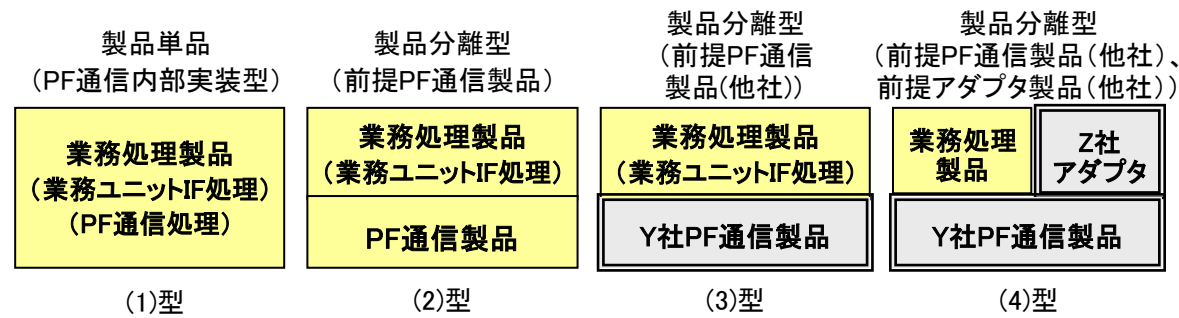 製品単品
（PF通信内部実装型）
業務処理製品
（業務ユニットIF処理）
（PF通信処理）
(1)型
製品分離型
（前提PF通信製品）
業務処理製品
（業務ユニットIF処理）
PF通信製品
(2)型
製品分離型
（前提PF通信
製品(他社)）
業務処理製品
（業務ユニットIF処理）
Y社PF通信製品
(3)型
製品分離型
（前提PF通信製品（他社）、
前提アダプタ製品（他社））
業務処理
製品
Z社
アダプタ
Y社PF通信製品
(4)型